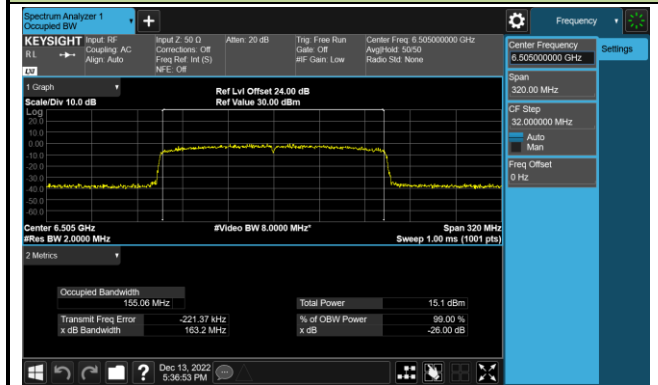 Spectrum Analyzer 1
Occupied BW
Frequency
KEYSIGHT
Input: RF
Coupling: AC
Align: Auto
Input Z: 50 Ω
Corrections: Off
Freq Ref: Int (S)
NFE: Off
Atten: 20 dB
Trig: Free Run
Gate: Off
#IF Gain: Low
Center Freq: 6.505000000 GHz
Avg|Hold: 50/50
Radio Std: None
R L
LXI
Center Frequency
6.505000000 GHz
Settings
Span
320.00 MHz
CF Step
32.000000 MHz
Auto
Man
Freq Offset
0 Hz
1 Graph
Scale/Div 10.0 dB
Ref Lvl Offset 24.00 dB
Ref Value 30.00 dBm
Log
20.0
10.0
0.00
-10.0
-20.0
-30.0
-40.0
-50.0
-60.0
Center 6.505 GHz
#Video BW 8.0000 MHz*
Span 320 MHz
#Res BW 2.0000 MHz
Sweep 1.00 ms (1001 pts)
2 Metrics
Occupied Bandwidth
155.06 MHz
Total Power 15.1 dBm
Transmit Freq Error -221.37 kHz
% of OBW Power 99.00 %
x dB Bandwidth 163.2 MHz
x dB -26.00 dB
Dec 13, 2022
5:36:53 PM